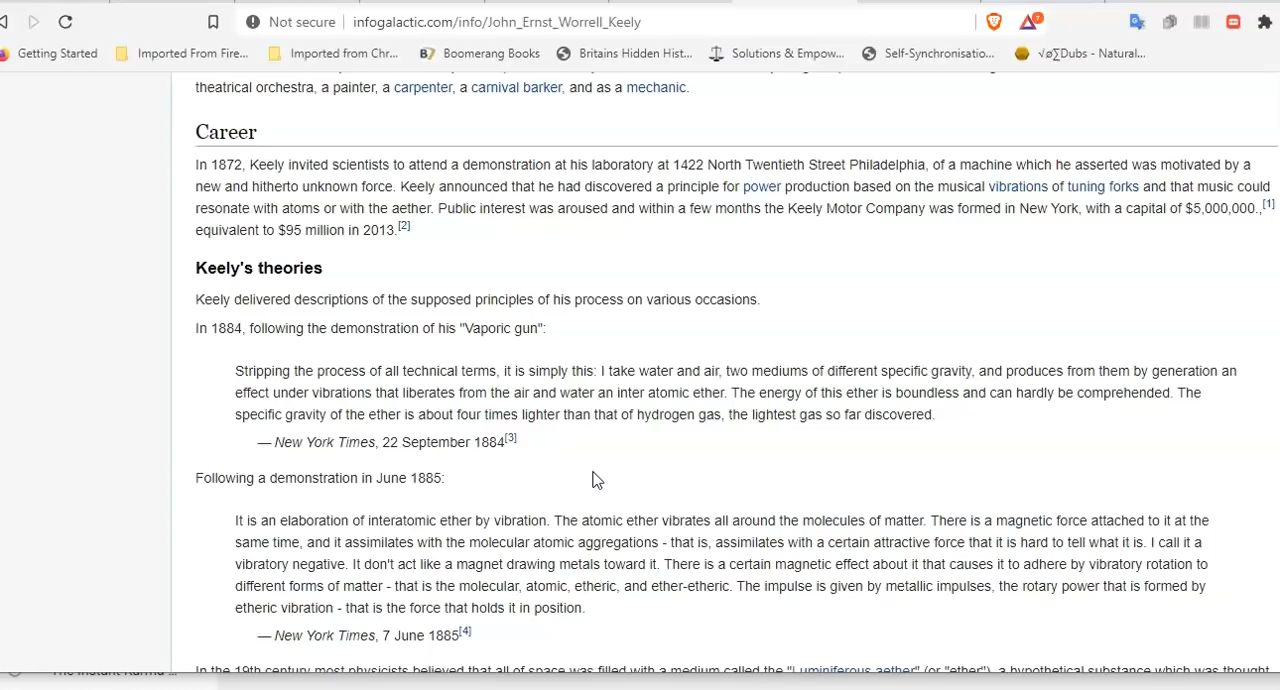 Not secure infogalactic.com/info/John_Ernst_Worrell_Keely 7
Getting Started Imported From Fire... Imported from Chr... B7 Boomerang Books Britains Hidden Hist... Solutions & Empow... Self-Synchronisatio... √ø∑Dubs - Natural...
theatrical orchestra, a painter, a carpenter, a carnival barker, and as a mechanic.
Career
In 1872, Keely invited scientists to attend a demonstration at his laboratory at 1422 North Twentieth Street Philadelphia, of a machine which he asserted was motivated by a
new and hitherto unknown force. Keely announced that he had discovered a principle for power production based on the musical vibrations of tuning forks and that music could
resonate with atoms or with the aether. Public interest was aroused and within a few months the Keely Motor Company was formed in New York, with a capital of $5,000,000.,[1]
equivalent to $95 million in 2013.[2]
Keely's theories
Keely delivered descriptions of the supposed principles of his process on various occasions.
In 1884, following the demonstration of his "Vaporic gun":
Stripping the process of all technical terms, it is simply this: I take water and air, two mediums of different specific gravity, and produces from them by generation an
effect under vibrations that liberates from the air and water an inter atomic ether. The energy of this ether is boundless and can hardly be comprehended. The
specific gravity of the ether is about four times lighter than that of hydrogen gas, the lightest gas so far discovered.
— New York Times, 22 September 1884[3]
Following a demonstration in June 1885:
It is an elaboration of interatomic ether by vibration. The atomic ether vibrates all around the molecules of matter. There is a magnetic force attached to it at the
same time, and it assimilates with the molecular atomic aggregations - that is, assimilates with a certain attractive force that it is hard to tell what it is. I call it a
vibratory negative. It don't act like a magnet drawing metals toward it. There is a certain magnetic effect about it that causes it to adhere by vibratory rotation to
different forms of matter - that is the molecular, atomic, etheric, and ether-etheric. The impulse is given by metallic impulses, the rotary power that is formed by
etheric vibration - that is the force that holds it in position.
— New York Times, 7 June 1885[4]
In the 19th century most physicists believed that all of space was filled with a medium called the "Luminiferous aether" (or "ether"), a hypothetical substance which was thought
The Instant Karma ...